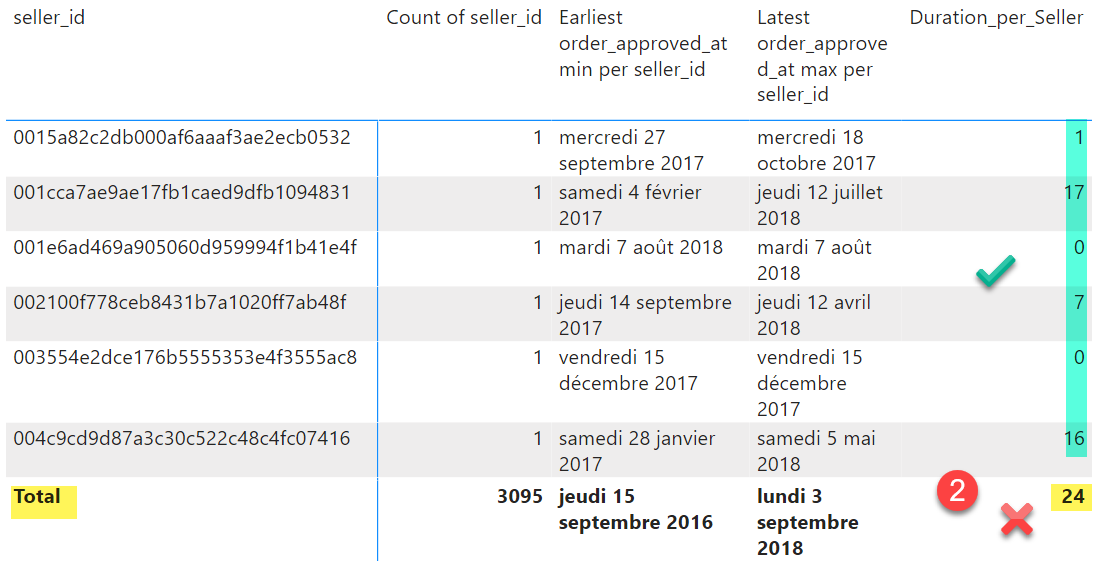 seller_id Count of seller_id Earliest Latest Duration_per_Seller
order_approved_at order_approve
min per seller_id d_at max per
seller_id
0015a82c2db000af6aaaf3ae2ecb0532 1 mercredi 27 mercredi 18 1
septembre 2017 octobre 2017
001cca7ae9ae17fb1caed9dfb1094831 1 samedi 4 février jeudi 12 juillet 17
2017 2018
001e6ad469a905060d959994f1b41e4f 1 mardi 7 août 2018 mardi 7 août 0
2018
002100f778ceb8431b7a1020ff7ab48f 1 jeudi 14 septembre jeudi 12 avril 7
2017 2018
003554e2dce176b5555353e4f3555ac8 1 vendredi 15 vendredi 15 0
décembre 2017 décembre
2017
004c9cd9d87a3c30c522c48c4fc07416 1 samedi 28 janvier samedi 5 mai 16
2017 2018
Total 3095 jeudi 15 lundi 3 2 24
septembre 2016 septembre
2018